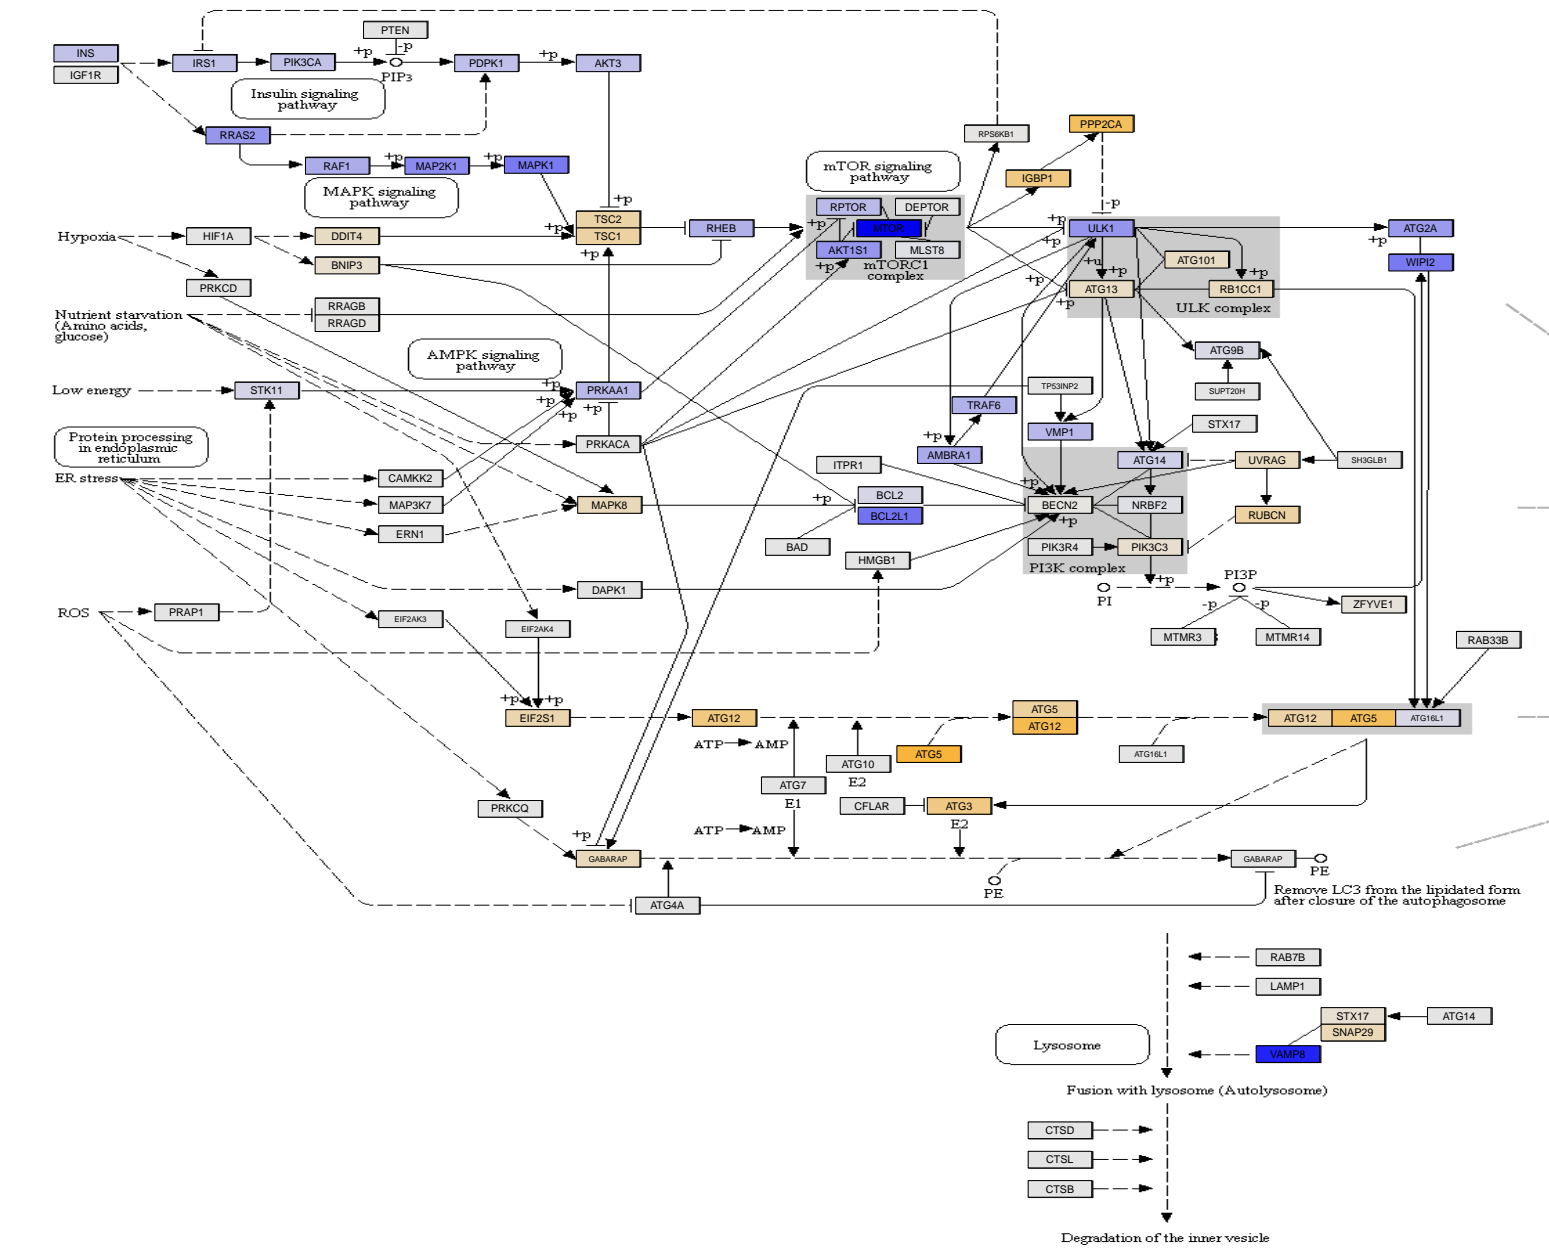 PTEN
INS
+p
-p
+p
+p
IRS1
PIK3CA
PDPK1
AKT3
IGF1R
PIP3
Insulin signaling
pathway
RRAS2
RPS6KB1
PPP2CA
RAF1
+p
MAP2K1
+p
MAPK1
mTOR signaling
pathway
IGBP1
MAPK signaling
pathway
+p
-p
RPTOR
DEPTOR
TSC2
+p
MTOR
+p
RHEB
ULK1
ATG2A
Hypoxia
HIF1A
DDIT4
+p
TSC1
+p
+p
AKT1S1
MLST8
+p
BNIP3
+p
mTORC1
complex
+u
+p
ATG101
+p
WIPI2
PRKCD
+p
+p
ATG13
RB1CC1
ULK complex
RRAGB
RRAGD
Nutrient starvation
(Amino acids,
glucose)
AMPK signaling
pathway
ATG9B
Low energy
STK11
+p
+p
+p
+p
PRKAA1
TP53INP2
SUPT20H
TRAF6
STX17
Protein processing
in endoplasmic
reticulum
PRKACA
+p
VMP1
AMBRA1
ITPR1
ATG14
UVRAG
SH3GLB1
ER stress
CAMKK2
+p
MAP3K7
MAPK8
+p
BCL2
BCL2L1
BECN2
NRBF2
RUBCN
ERN1
+p
BAD
PIK3R4
PIK3C3
HMGB1
PI3K complex
DAPK1
+p
PI
PI3P
ROS
PRAP1
EIF2AK3
EIF2AK4
-p
-p
ZFYVE1
MTMR3
MTMR14
RAB33B
+p
+p
EIF2S1
ATG12
ATG5
ATG12
ATG12
ATG5
ATG16L1
ATP
AMP
ATG5
ATG16L1
ATG10
E2
ATG7
E1
PRKCQ
CFLAR
ATG3
E2
ATP
AMP
+p
GABARAP
GABARAP
PE
PE
ATG4A
Remove LC3 from the lipidated form
after closure of the autophagosome
RAB7B
LAMP1
STX17
ATG14
SNAP29
Lysosome
VAMP8
Fusion with lysosome (Autolysosome)
CTSD
CTSL
CTSB
Degradation of the inner vesicle